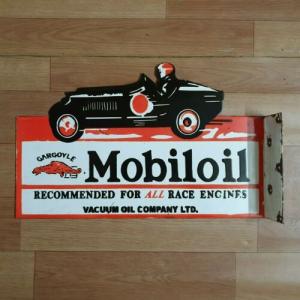 GARGOYLE
Mobiloil
RECOMMENDED FOR ALL RACE ENGINES
VACUUM OIL COMPANY LTD.